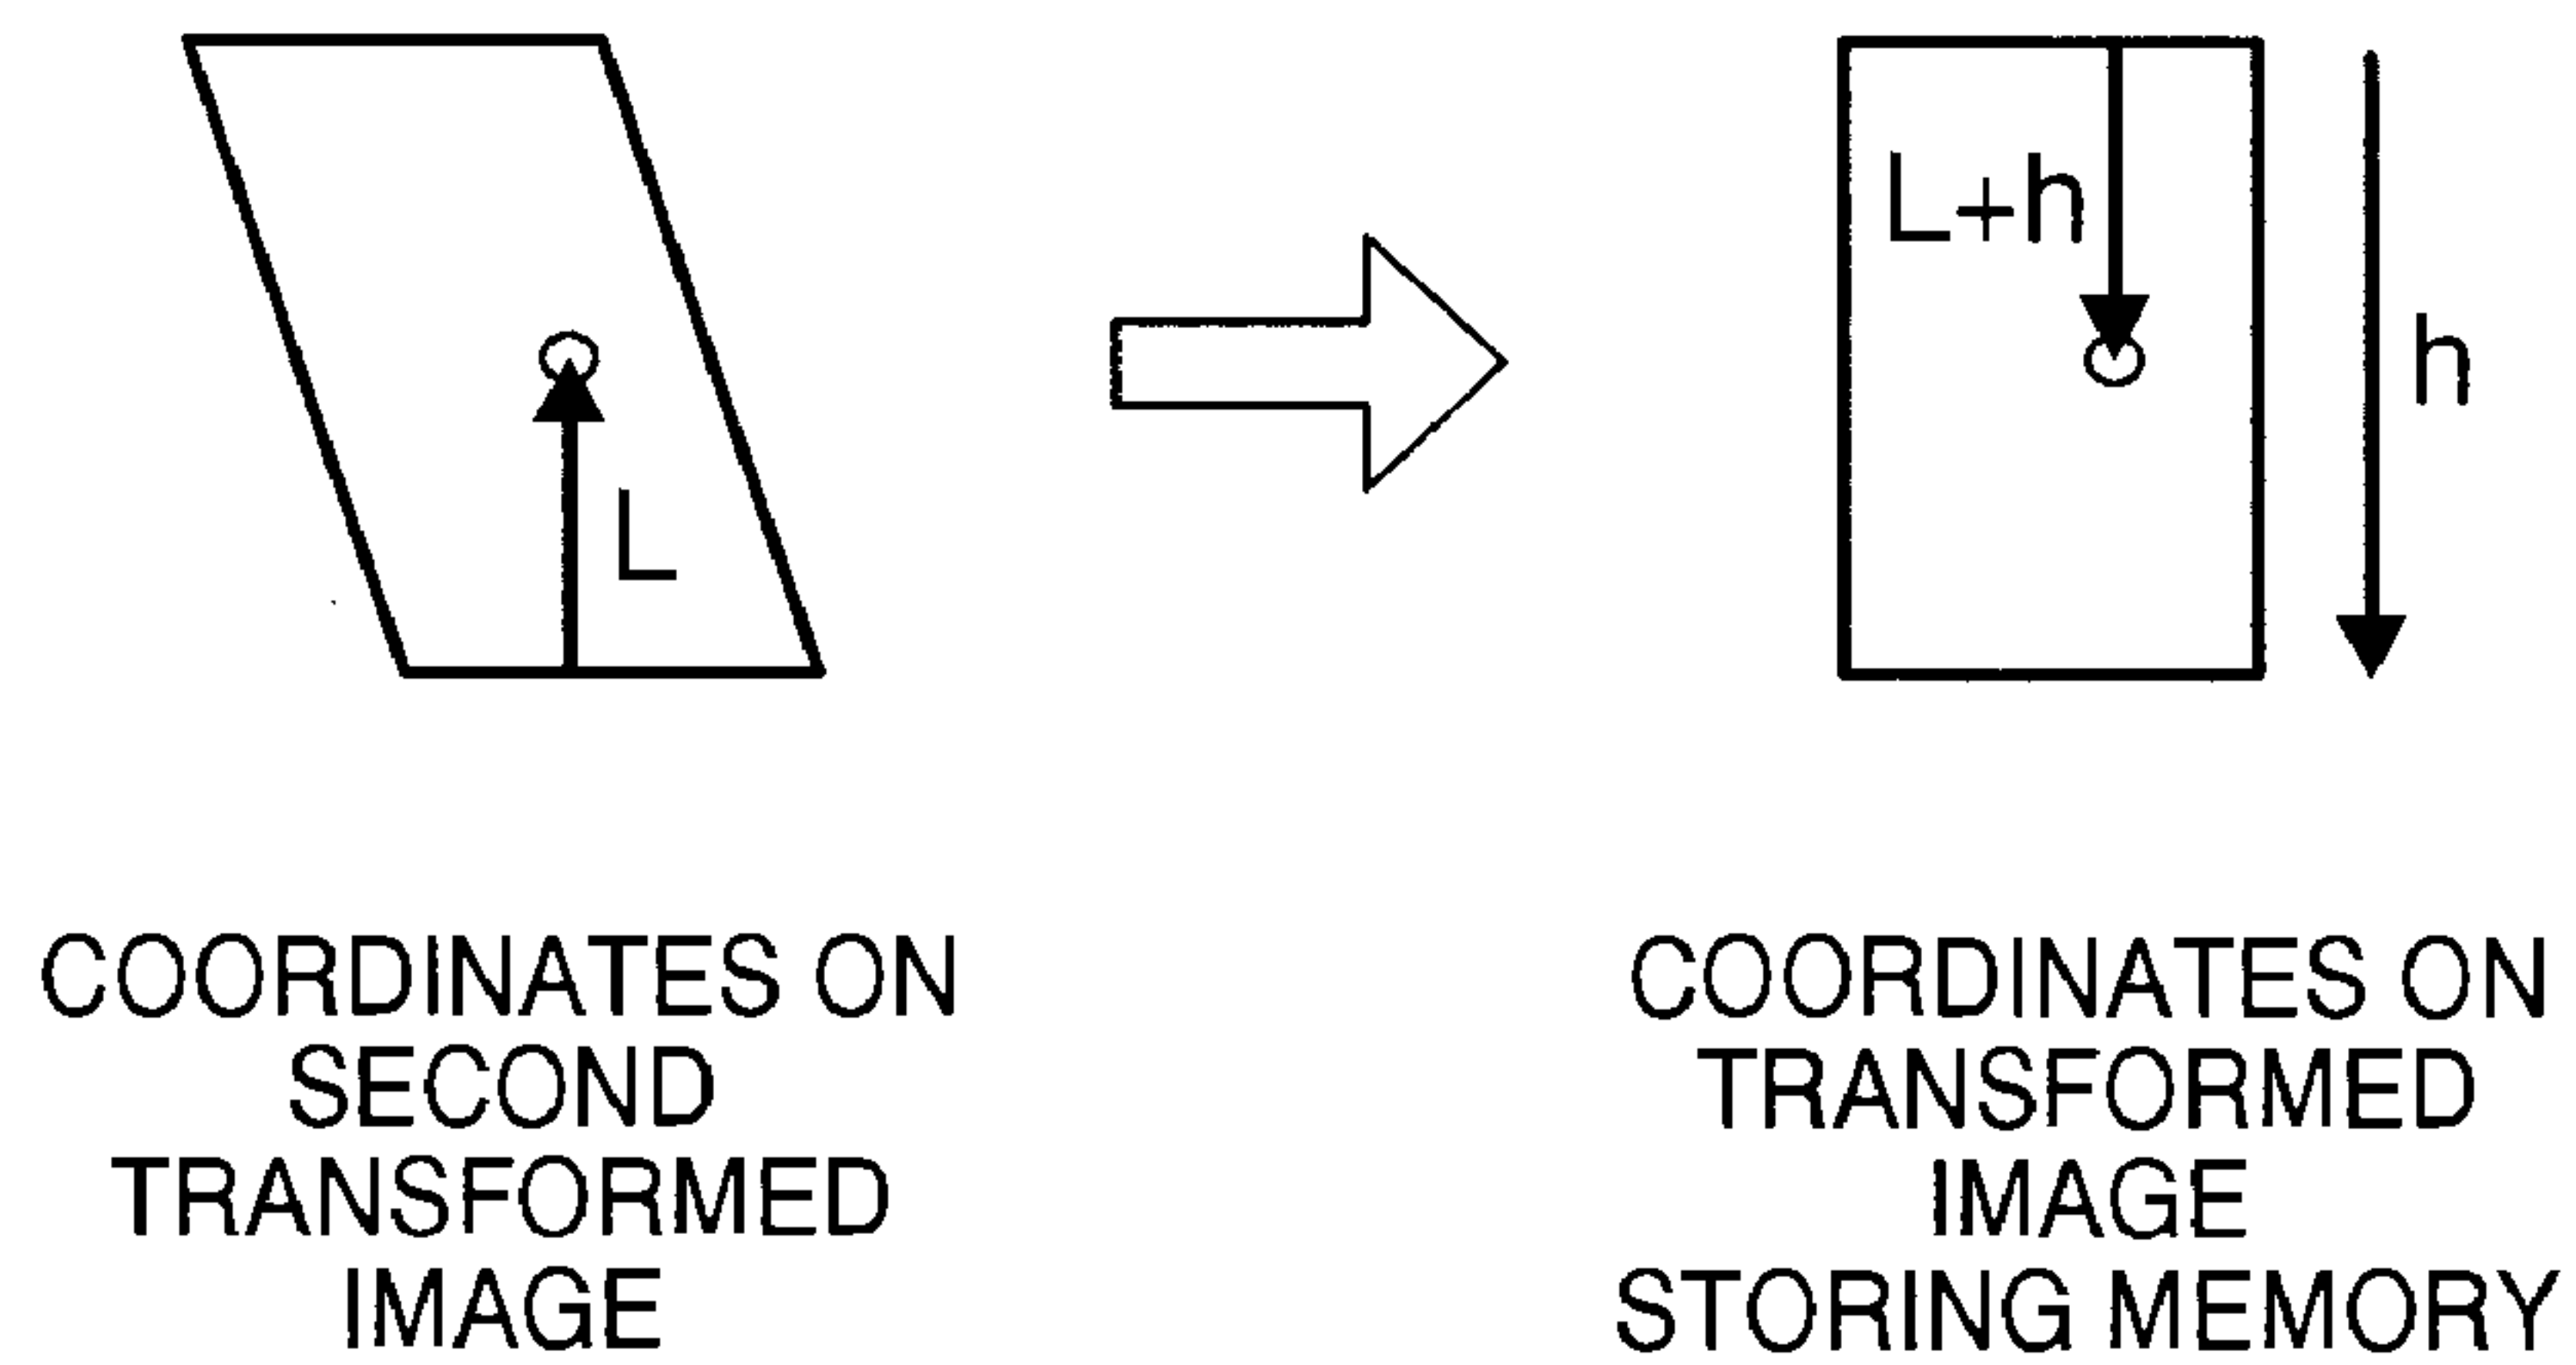 L
L+h
h
COORDINATES ON
SECOND
TRANSFORMED
IMAGE
COORDINATES ON
TRANSFORMED
IMAGE
STORING MEMORY